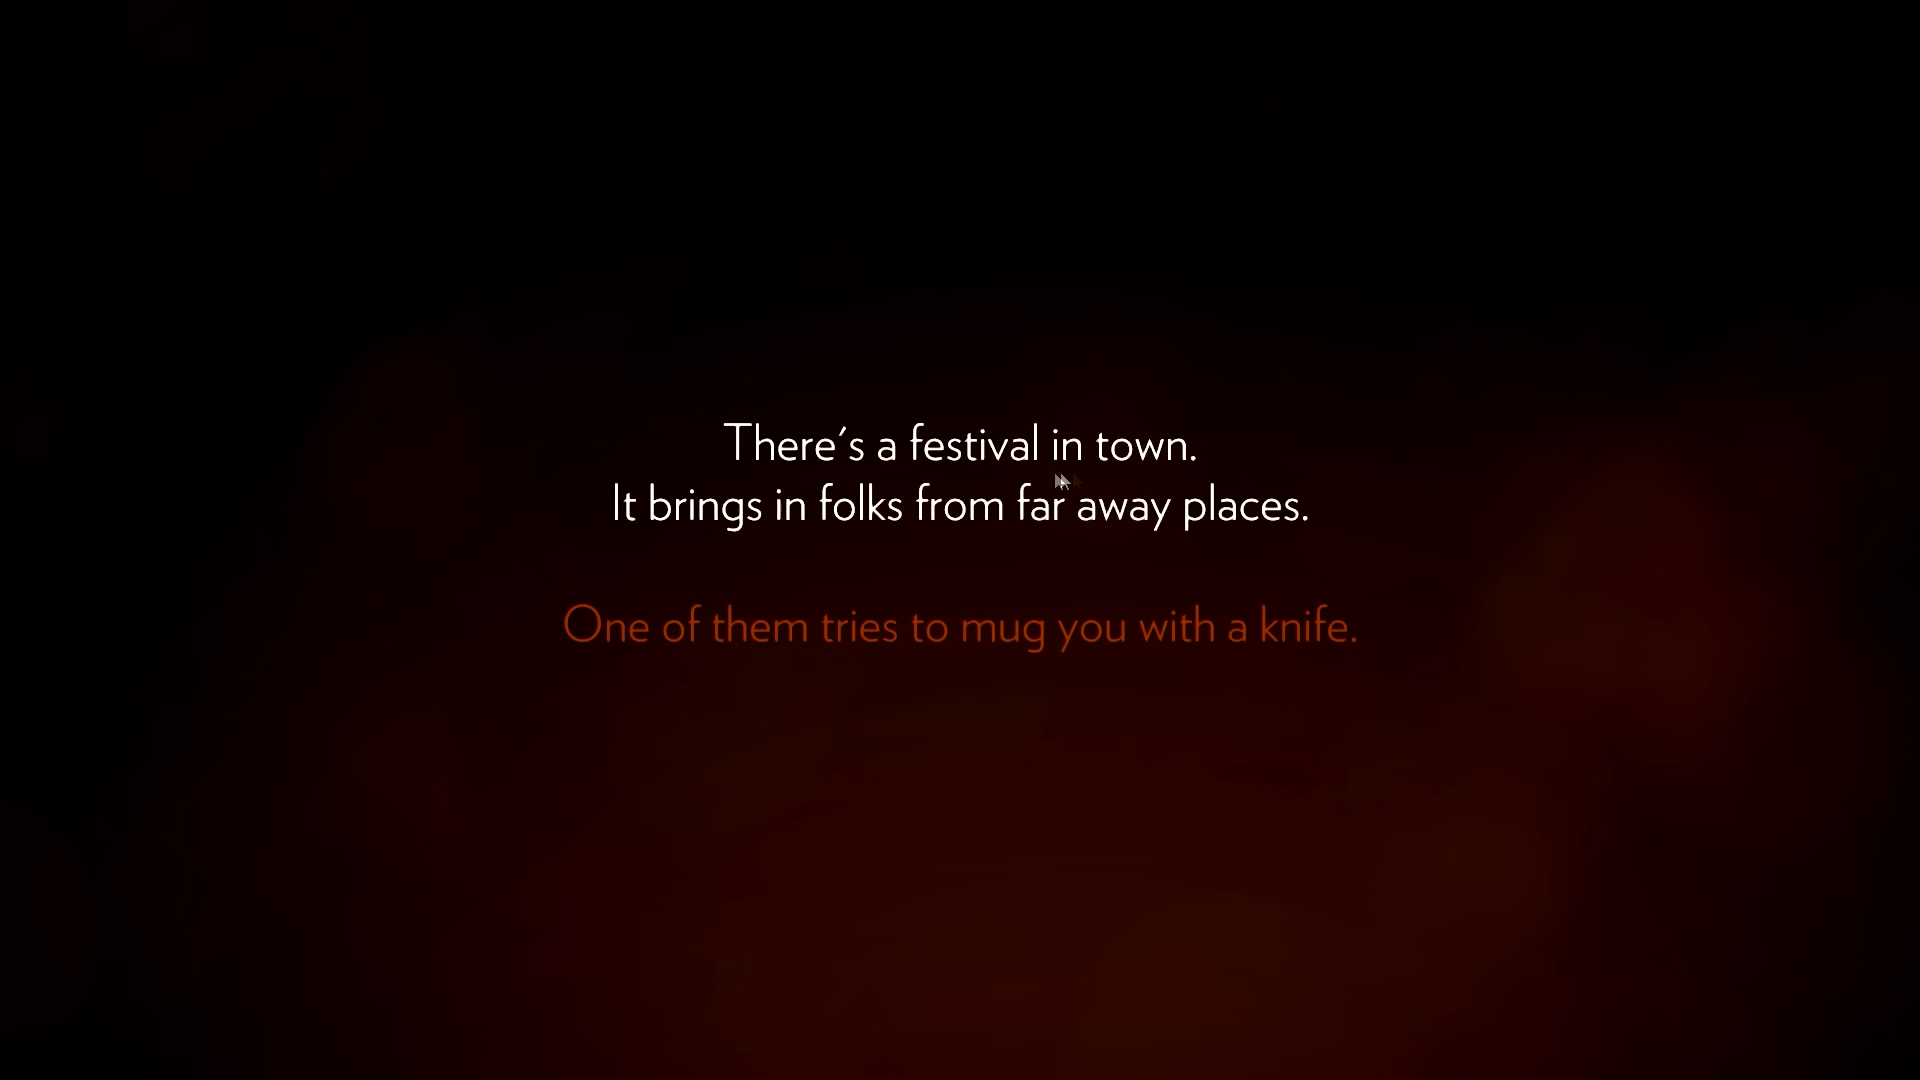 There's a festival in town.
It brings in folks from far away places.
One of them tries to mug you with a knife.